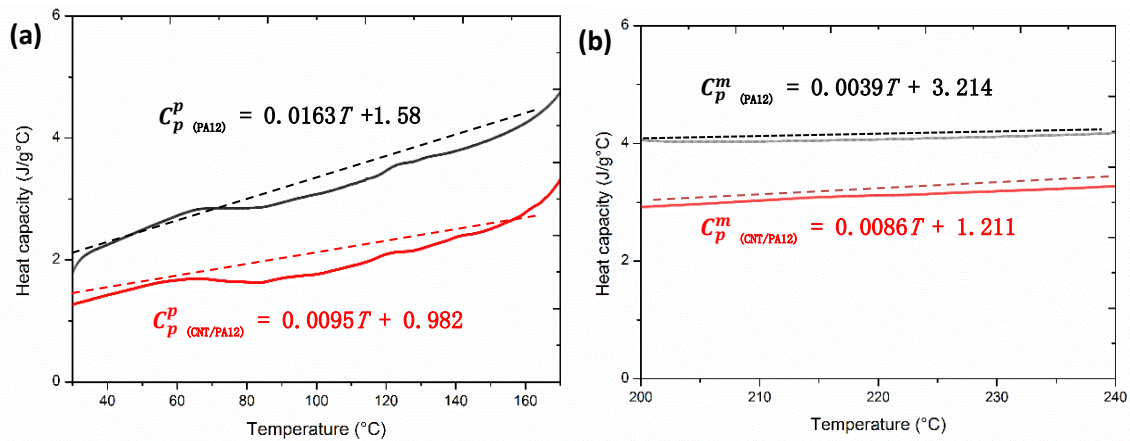 (a)
6
4
2
0
Heat capacity (J/g°C)
C_p^p (PA12) = 0.0163T +1.58
C_p^p (CNT/PA12) = 0.0095T + 0.982
40 60 80 100 120 140 160
Temperature (°C)
(b)
6
4
2
0
Heat capacity (J/g°C)
C_p^m (PA12) = 0.0039T + 3.214
C_p^m (CNT/PA12) = 0.0086T + 1.211
200 210 220 230 240
Temperature (°C)